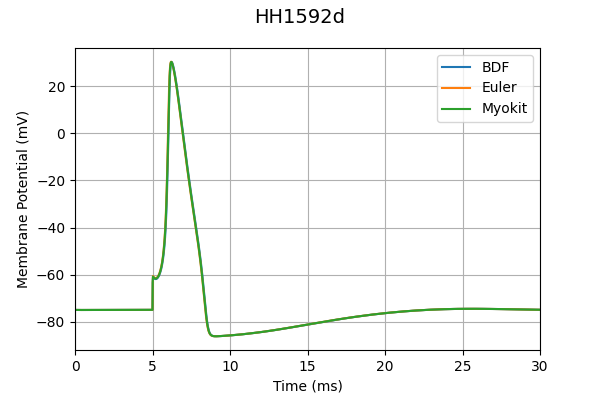 HH1592d
BDF
Euler
Myokit
Membrane Potential (mV)
20
0
−20
−40
−60
−80
0 5 10 15 20 25 30
Time (ms)